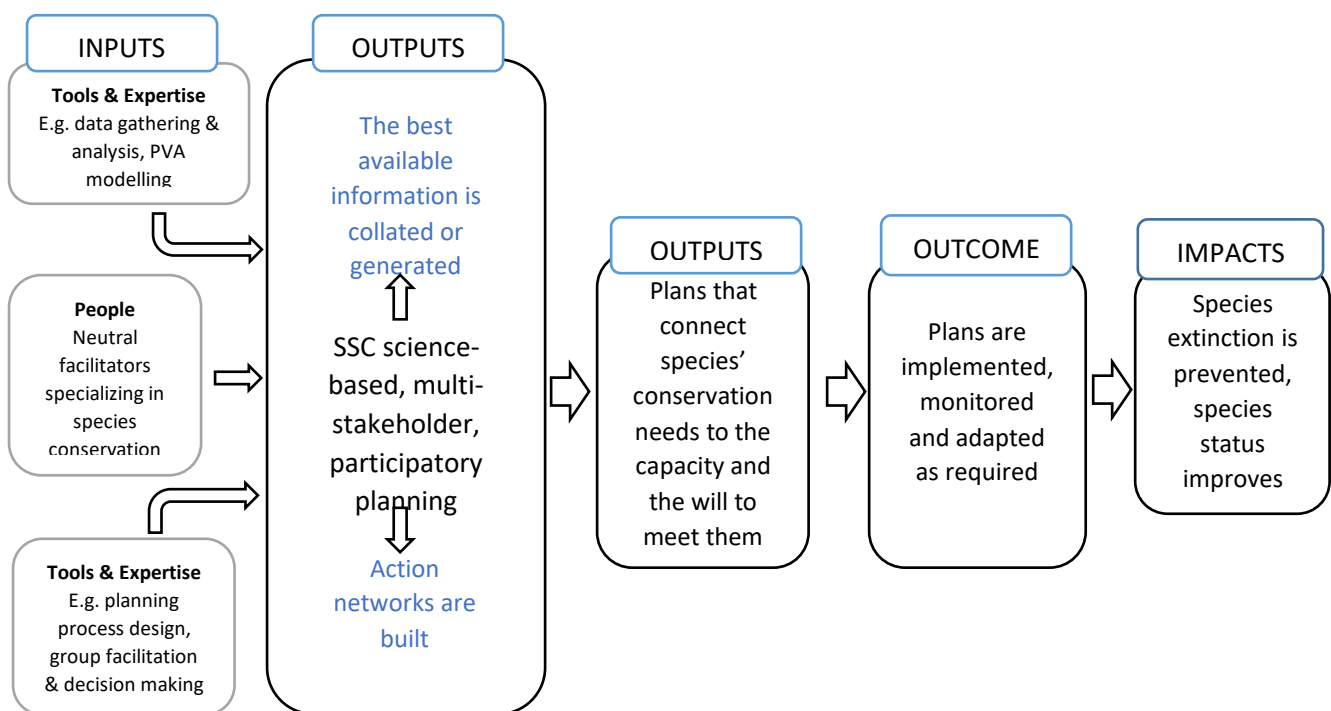 INPUTS
Tools & Expertise
E.g. data gathering &
analysis, PVA
modelling
People
Neutral
facilitators
specializing in
species
conservation
Tools & Expertise
E.g. planning
process design,
group facilitation
& decision making
OUTPUTS
The best
available
information is
collated or
generated
SSC science-
based, multi-
stakeholder,
participatory
planning
Action
networks are
built
OUTPUTS
Plans that
connect
species’
conservation
needs to the
capacity and
the will to
meet them
OUTCOME
Plans are
implemented,
monitored
and adapted
as required
IMPACTS
Species
extinction is
prevented,
species
status
improves